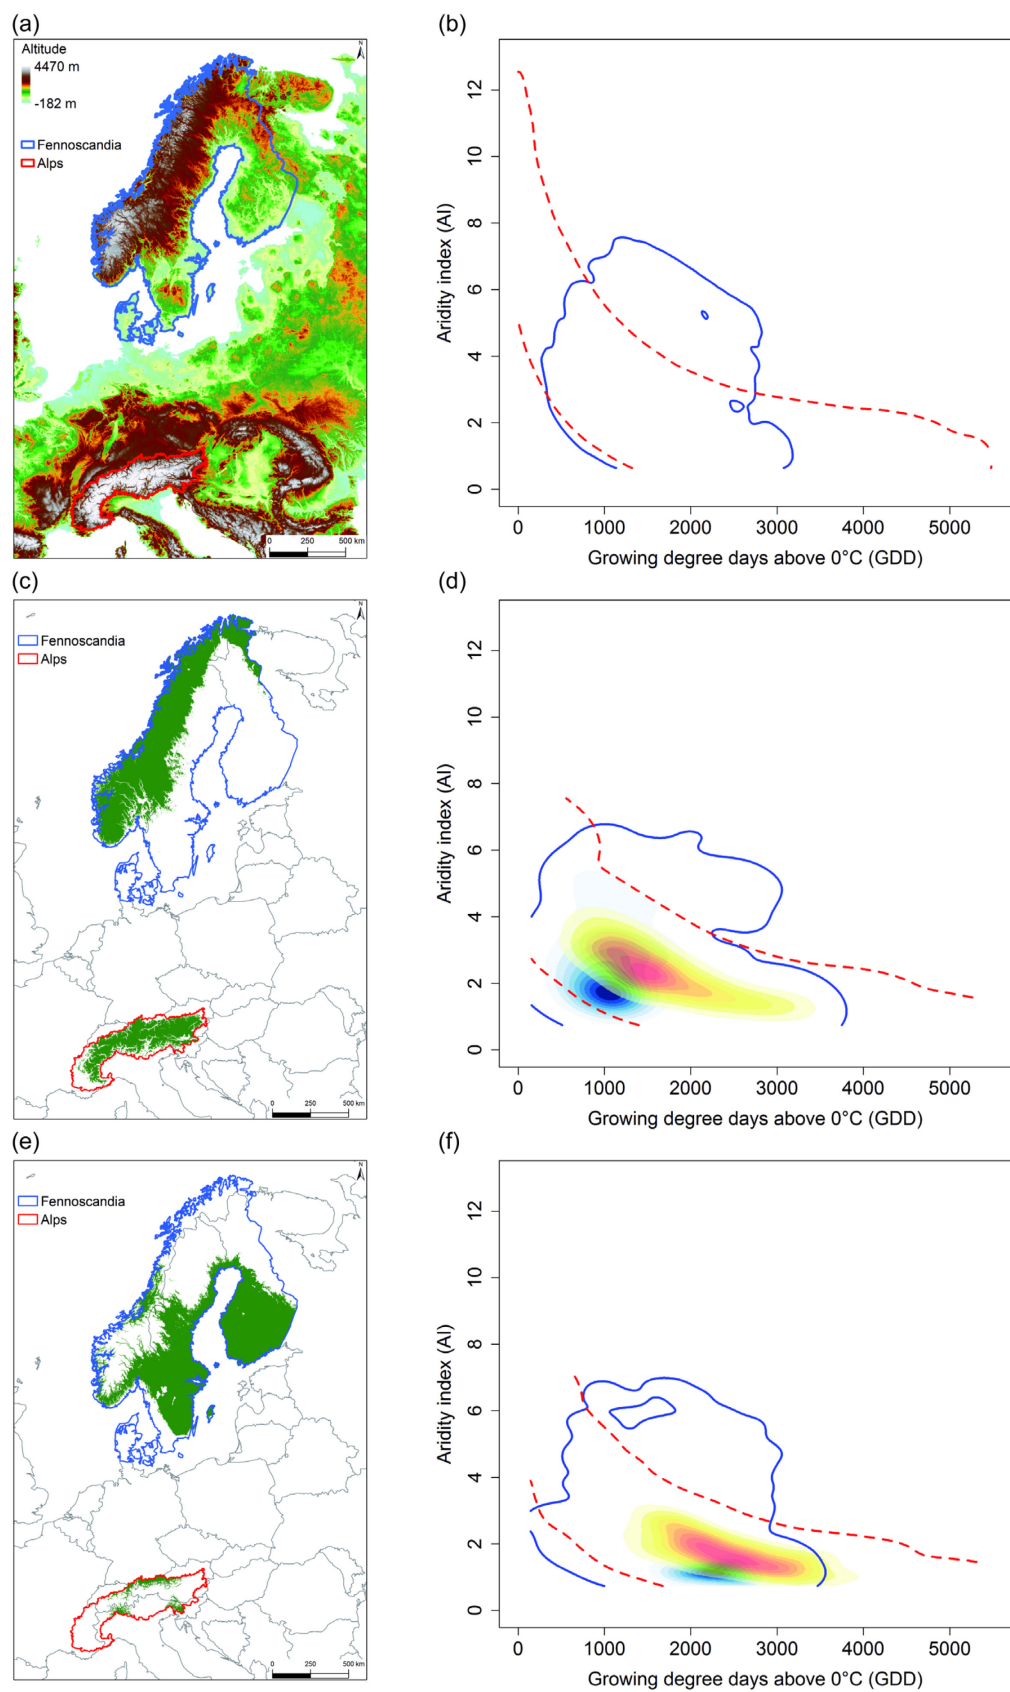 (a)
N
Altitude
4470 m
-182 m
Fennoscandia
Alps
0 250 500 km
(b)
Aridity index (AI)
12
10
8
6
4
2
0
0 1000 2000 3000 4000 5000
Growing degree days above 0°C (GDD)
(c)
N
Fennoscandia
Alps
0 250 500 km
(d)
Aridity index (AI)
12
10
8
6
4
2
0
0 1000 2000 3000 4000 5000
Growing degree days above 0°C (GDD)
(e)
N
Fennoscandia
Alps
0 250 500 km
(f)
Aridity index (AI)
12
10
8
6
4
2
0
0 1000 2000 3000 4000 5000
Growing degree days above 0°C (GDD)